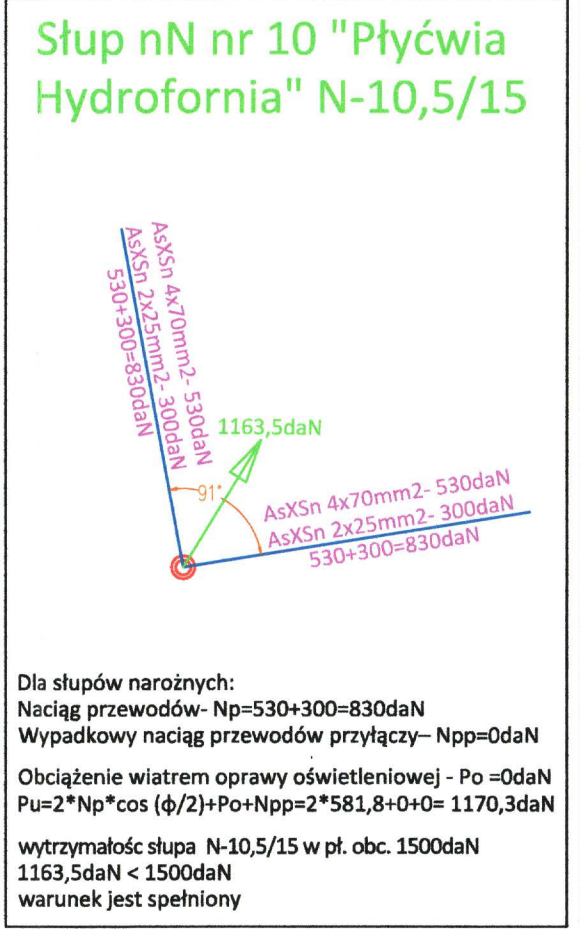 Słup nN nr 10 "Płyćwia
Hydrofornia" N-10,5/15
AsXSn 4x70mm2- 530daN
AsXSn 2x25mm2- 300daN
530+300=830daN
1163,5daN
91°
AsXSn 4x70mm2- 530daN
AsXSn 2x25mm2- 300daN
530+300=830daN
Dla słupów narożnych:
Naciąg przewodów- Np=530+300=830daN
Wypadkowy naciąg przewodów przyłączy– Npp=0daN
Obciążenie wiatrem oprawy oświetleniowej - Po =0daN
Pu=2*Np*cos (ϕ/2)+Po+Npp=2*581,8+0+0= 1170,3daN
wytrzymałośc słupa N-10,5/15 w pł. obc. 1500daN
1163,5daN < 1500daN
warunek jest spełniony